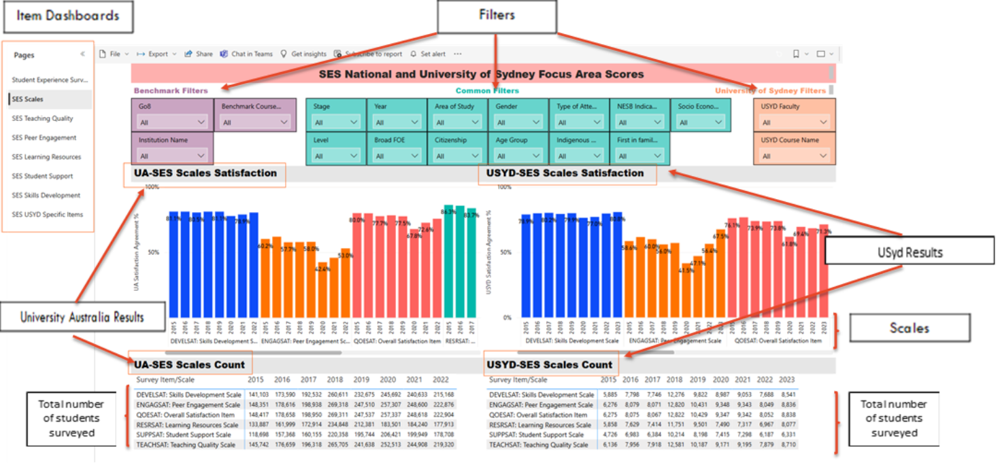 Item Dashboards
Filters
Pages
File Export Share Chat in Teams Get insights Subscribe to report Set alert ...
Student Experience Surv...
SES Scales
SES Teaching Quality
SES Peer Engagement
SES Learning Resources
SES Student Support
SES Skills Development
SES USYD Specific Items
SES National and University of Sydney Focus Area Scores
Benchmark Filters Common Filters University of Sydney Filters
Go8 Benchmark Course... Stage Year Area of Study Gender Type of Atte... NESB Indica... Socio Econo... USYD Faculty
All All All All All All All All All All
Institution Name Level Broad FOE Citizenship Age Group Indigenous ... First in famil... USYD Course Name
All All All All All All All All
UA-SES Scales Satisfaction
100%
50%
UA Satisfaction Agreement %
81.1% 80.5% 81.1% 78.9%
60.2% 57.7% 58.0% 42.4% 53.0%
80.0% 77.7% 77.5% 67.8% 72.6%
86.3% 83.7%
2015 2016 2017 2018 2019 2020 2021 2022 2015 2016 2017 2018 2019 2020 2021 2022 2015 2016 2017 2018 2019 2020 2021 2022 2015 2016 2017
DEVELSAT: Skills Development S... ENGAGSAT: Peer Engagement Sc... QOESAT: Overall Satisfaction Item RESRSAT: ...
USYD-SES Scales Satisfaction
100%
50%
0%
USYD Satisfaction Agreement %
78.9% 80.2% 79.9% 77.0% 80.8%
58.6% 60.0% 56.0% 41.5% 47.1% 56.4% 67.5%
76.1% 73.9% 73.8% 61.8% 69.4% 71.3%
2015 2016 2017 2018 2019 2020 2021 2022 2023 2015 2016 2017 2018 2019 2020 2021 2022 2023 2015 2016 2017 2018 2019 2020 2021 2022 2023
DEVELSAT: Skills Development Scale ENGAGSAT: Peer Engagement Scale QOESAT: Overall Satisfaction Item
USyd Results
University Australia Results
Scales
UA-SES Scales Count
Survey Item/Scale 2015 2016 2017 2018 2019 2020 2021 2022
DEVELSAT: Skills Development Scale 141,103 173,590 192,532 260,611 232,675 245,692 240,633 215,168
ENGAGSAT: Peer Engagement Scale 148,351 178,616 198,938 269,318 247,510 257,307 248,600 222,876
QOESAT: Overall Satisfaction Item 148,417 178,658 198,950 269,311 247,537 257,337 248,618 222,904
RESRSAT: Learning Resources Scale 133,887 161,999 172,914 234,848 212,381 183,501 184,240 177,913
SUPPSAT: Student Support Scale 118,698 157,368 160,155 220,358 195,744 206,421 199,949 178,708
TEACHSAT: Teaching Quality Scale 145,742 176,659 196,318 265,705 241,638 252,513 244,908 219,320
USYD-SES Scales Count
Survey Item/Scale 2015 2016 2017 2018 2019 2020 2021 2022 2023
DEVELSAT: Skills Development Scale 5,885 7,798 7,746 12,276 9,822 8,987 9,053 7,688 8,541
ENGAGSAT: Peer Engagement Scale 6,276 8,079 8,071 12,820 10,431 9,348 9,343 8,049 8,836
QOESAT: Overall Satisfaction Item 6,275 8,075 8,067 12,822 10,429 9,347 9,342 8,052 8,838
RESRSAT: Learning Resources Scale 5,858 7,629 7,414 11,751 9,501 7,490 7,317 6,967 8,077
SUPPSAT: Student Support Scale 4,726 6,983 6,384 10,214 8,198 7,415 7,298 6,187 6,331
TEACHSAT: Teaching Quality Scale 6,136 7,956 7,918 12,581 10,187 9,171 9,195 7,879 8,710
Total number
of students
surveyed
Total number
of students
surveyed